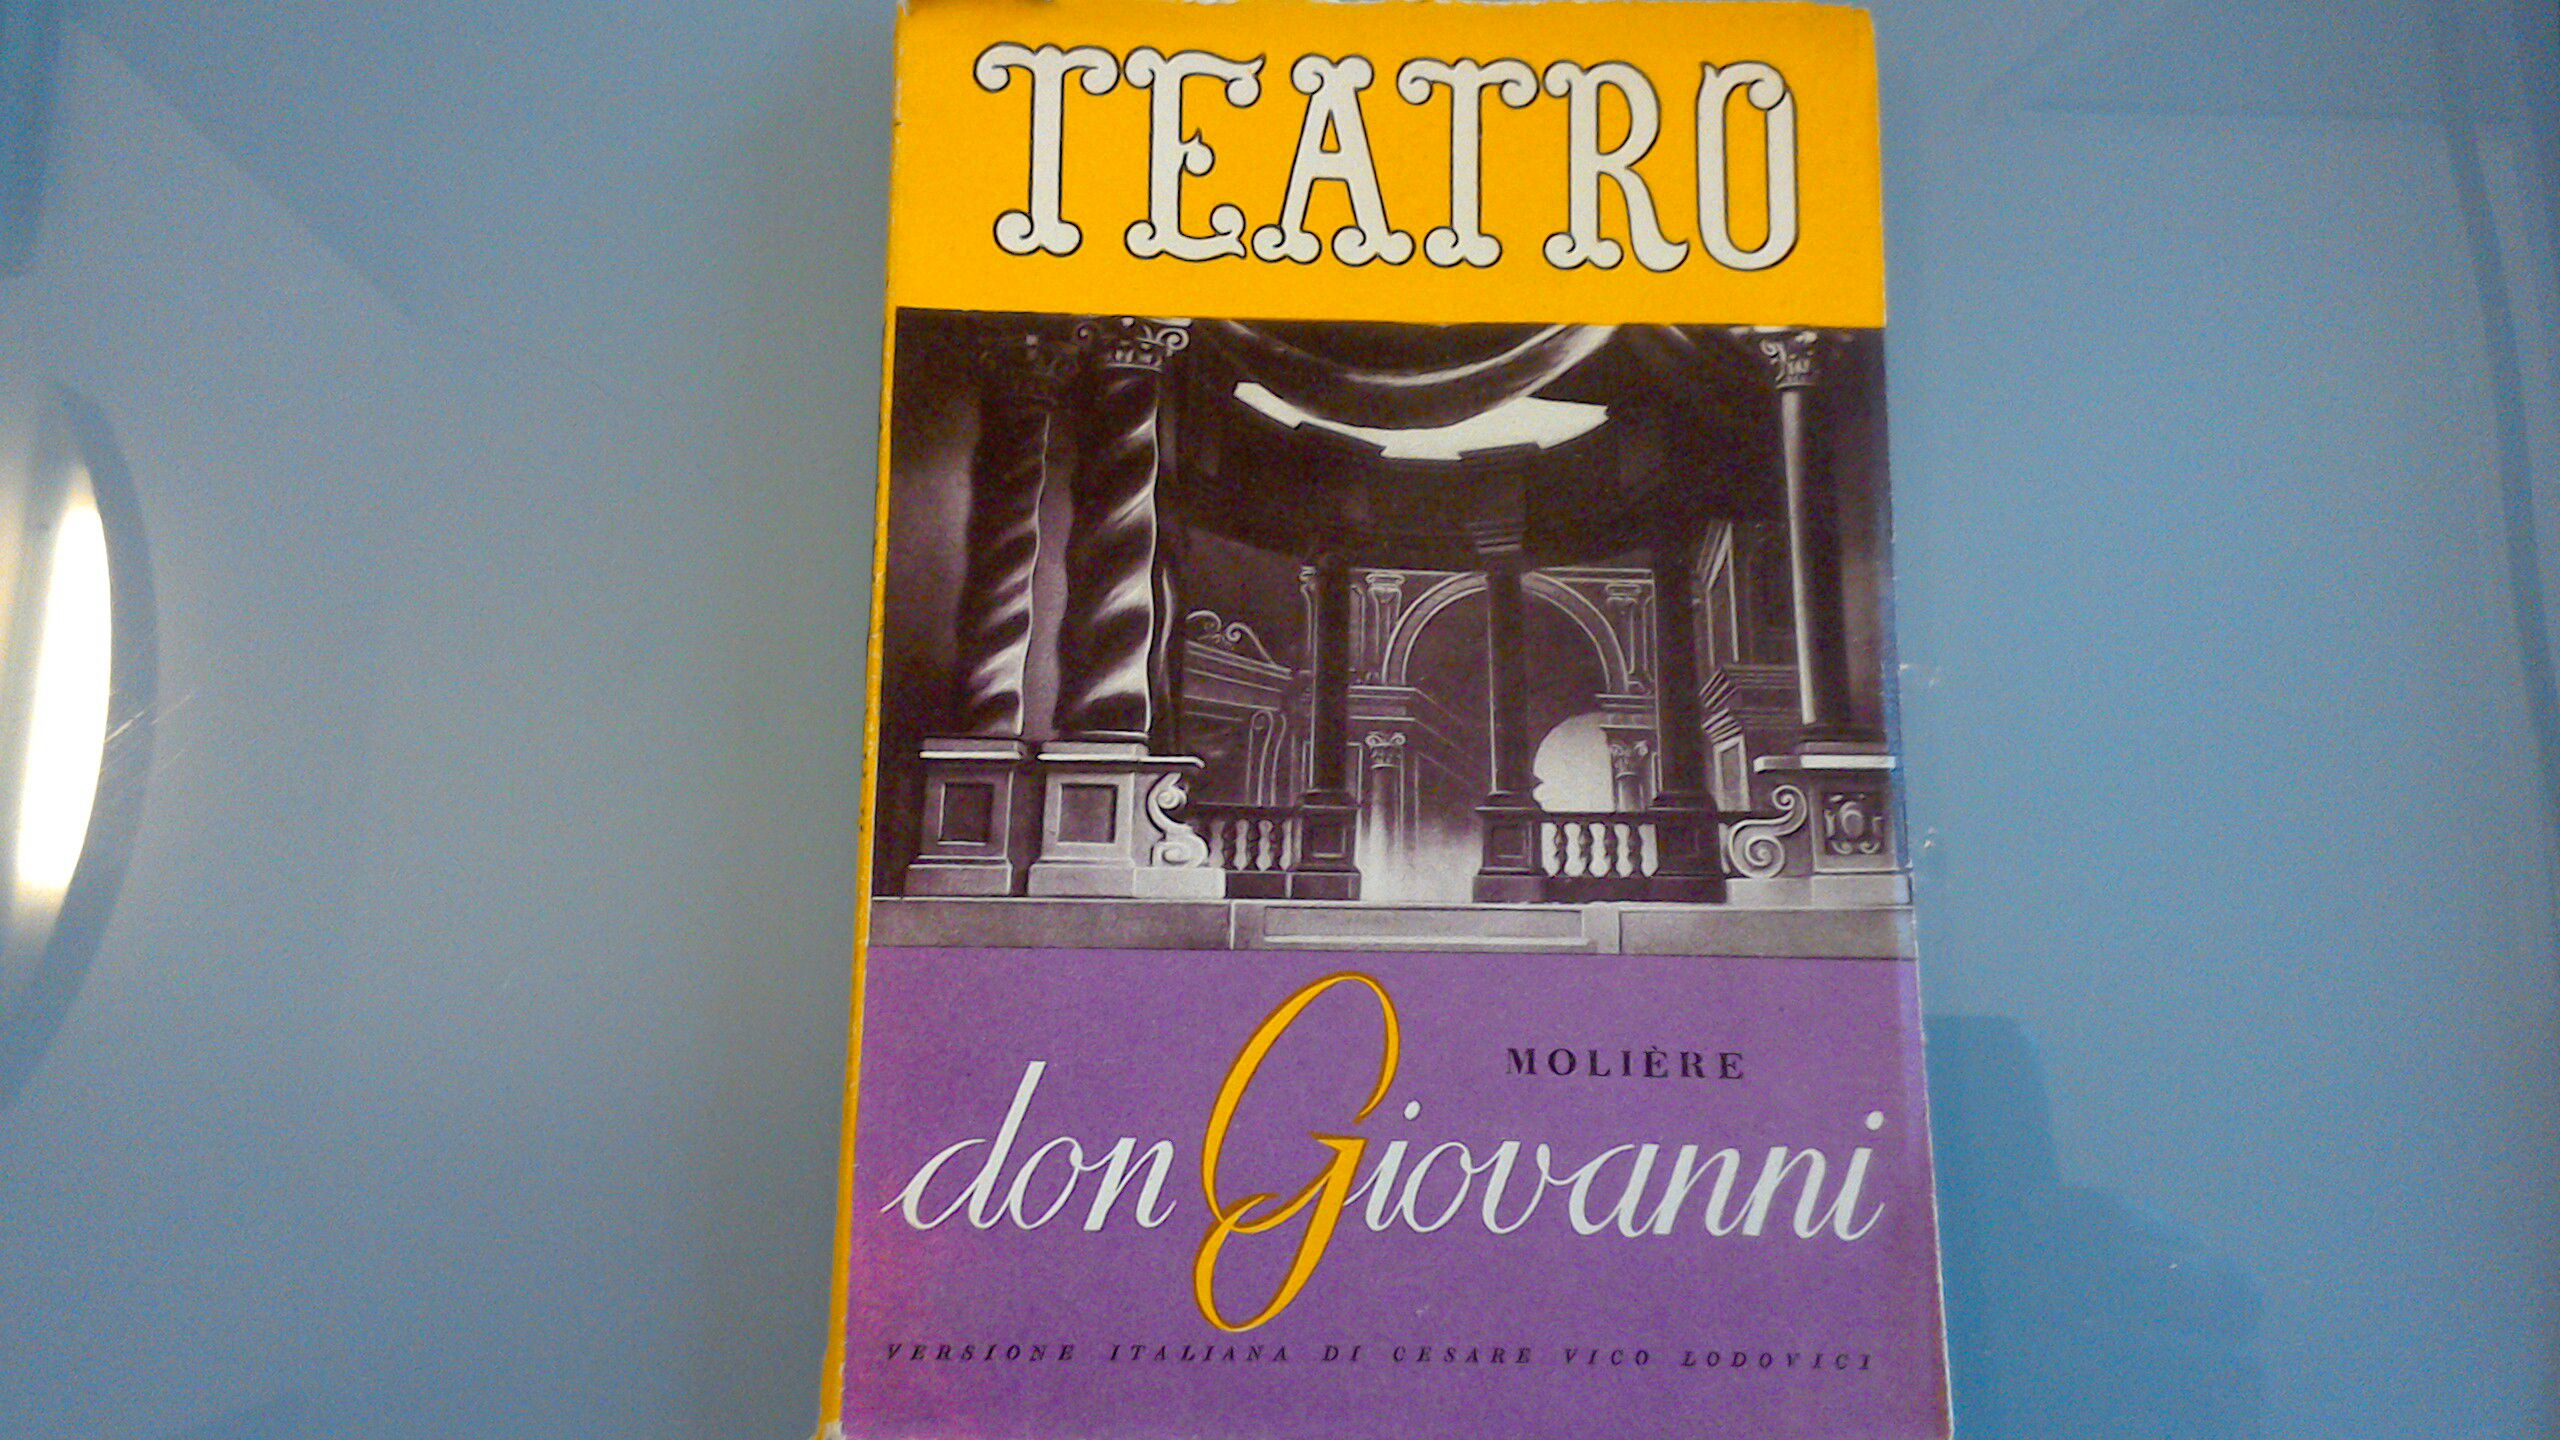 TEATRO
MOLIÈRE
don Giovanni
VERSIONE ITALIANA DI CESARE VICO LODOVICI